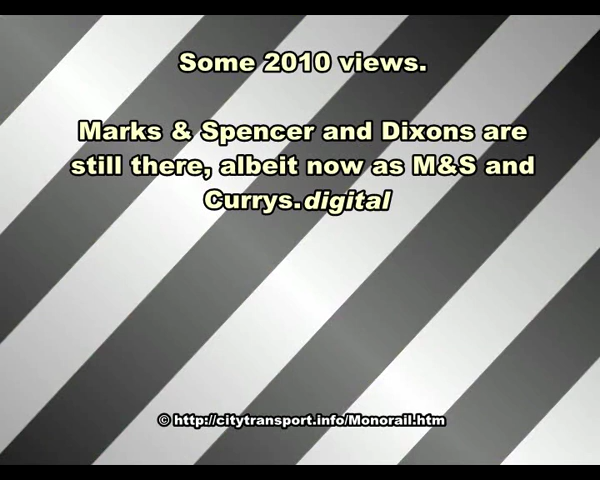 Some 2010 views.
Marks & Spencer and Dixons are
still there, albeit now as M&S and
Currys.digital
© http://citytransport.info/Monorail.htm